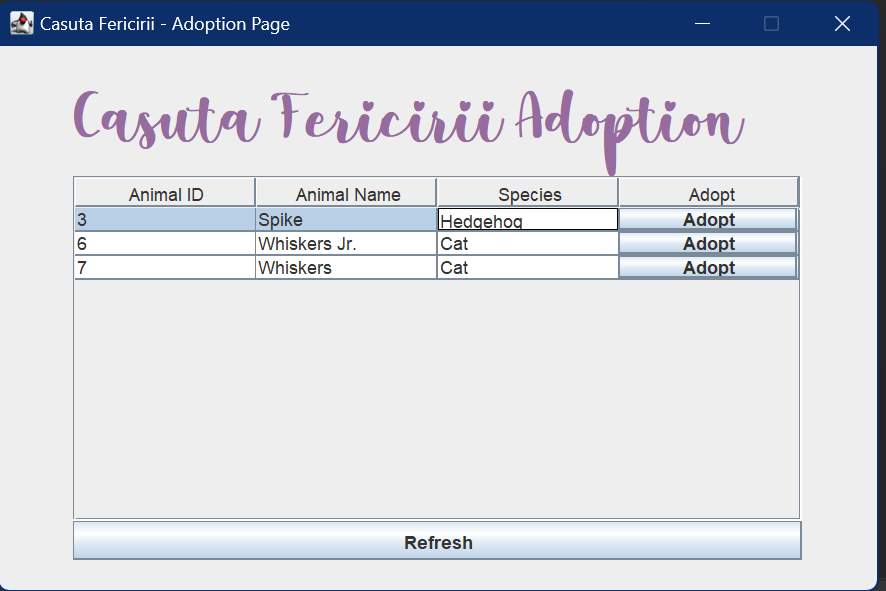 Casuta Fericirii - Adoption Page
Casuta Fericirii Adoption
Animal ID Animal Name Species Adopt
3 Spike Hedgehog Adopt
6 Whiskers Jr. Cat Adopt
7 Whiskers Cat Adopt
Refresh